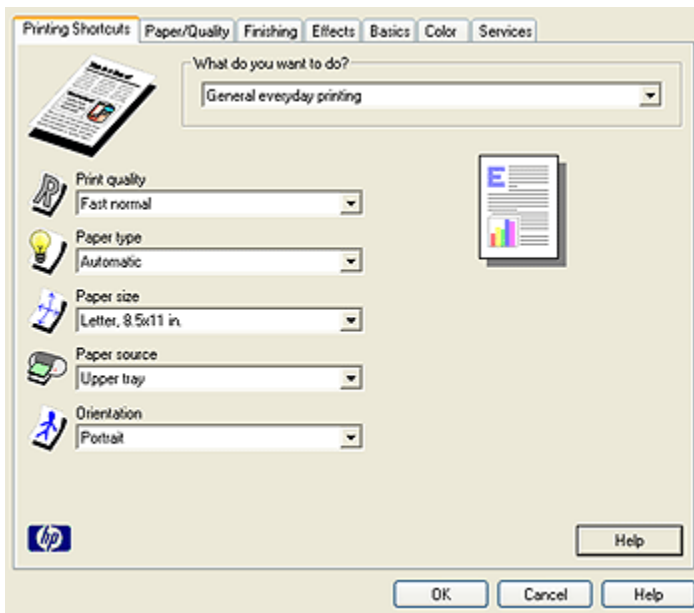 Printing Shortcuts Paper/Quality Finishing Effects Basics Color Services
What do you want to do?
General everyday printing
Print quality
Fast normal
Paper type
Automatic
Paper size
Letter, 8.5x11 in.
Paper source
Upper tray
Orientation
Portrait
E
hp
Help
OK Cancel Help